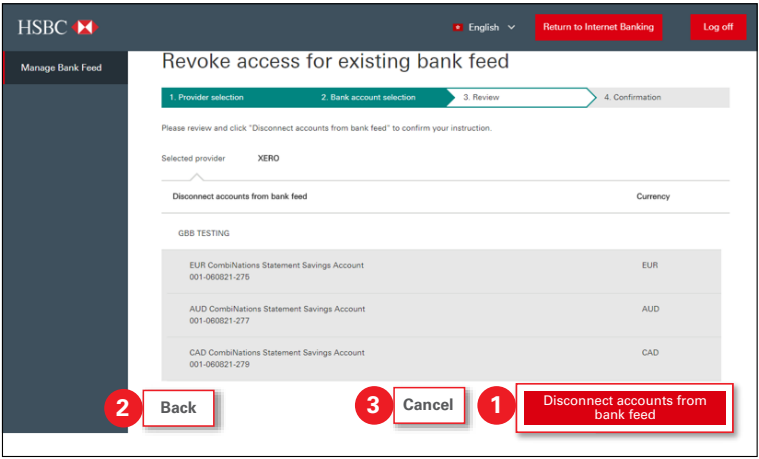 HSBC
English
Return to Internet Banking
Log off
Manage Bank Feed
Revoke access for existing bank feed
1. Provider selection
2. Bank account selection
3. Review
4. Confirmation
Please review and click "Disconnect accounts from bank feed" to confirm your instruction.
Selected provider XERO
Disconnect accounts from bank feed Currency
GBB TESTING
EUR CombiNations Statement Savings Account EUR
001-060821-275
AUD CombiNations Statement Savings Account AUD
001-060821-277
CAD CombiNations Statement Savings Account CAD
001-060821-279
2 Back
3 Cancel
1 Disconnect accounts from
bank feed